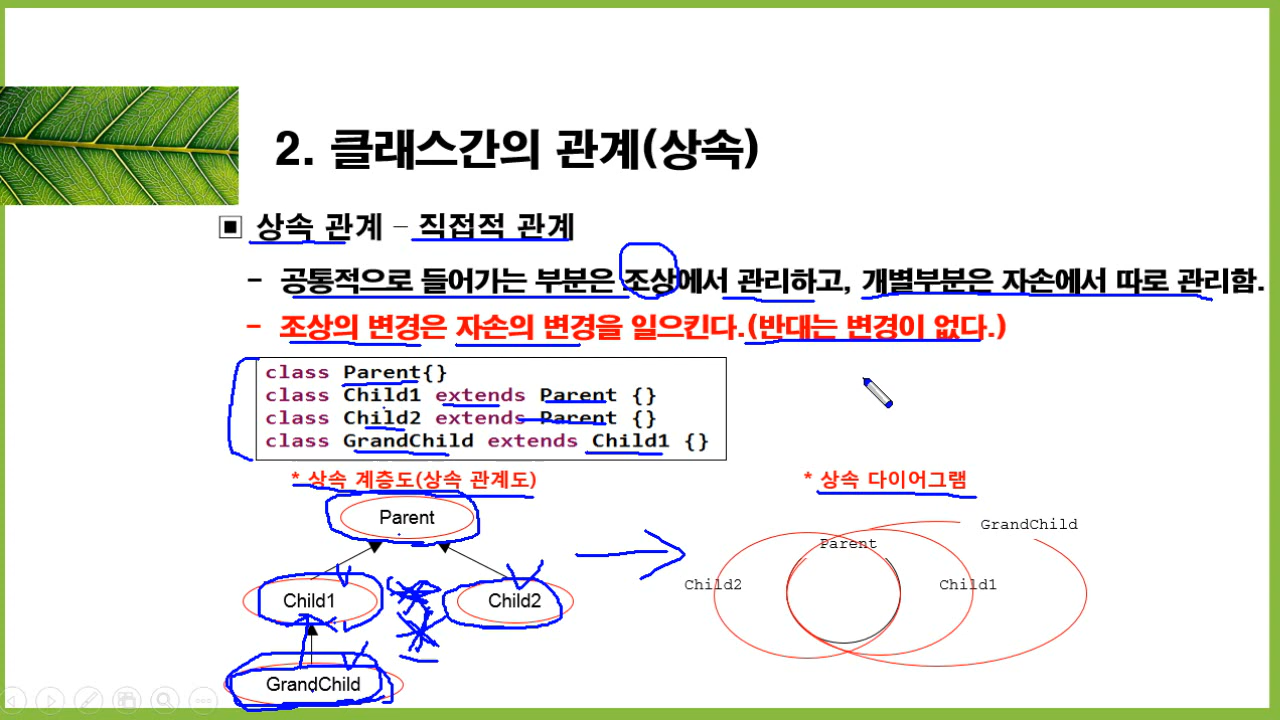 2. 클래스간의 관계(상속)
▣ 상속 관계 – 직접적 관계
- 공통적으로 들어가는 부분은 조상에서 관리하고, 개별부분은 자손에서 따로 관리함.
- 조상의 변경은 자손의 변경을 일으킨다.(반대는 변경이 없다.)
class Parent{}
class Child1 extends Parent {}
class Child2 extends Parent {}
class GrandChild extends Child1 {}
* 상속 계층도(상속 관계도)
Parent
Child1
Child2
GrandChild
* 상속 다이어그램
GrandChild
Parent
Child2
Child1